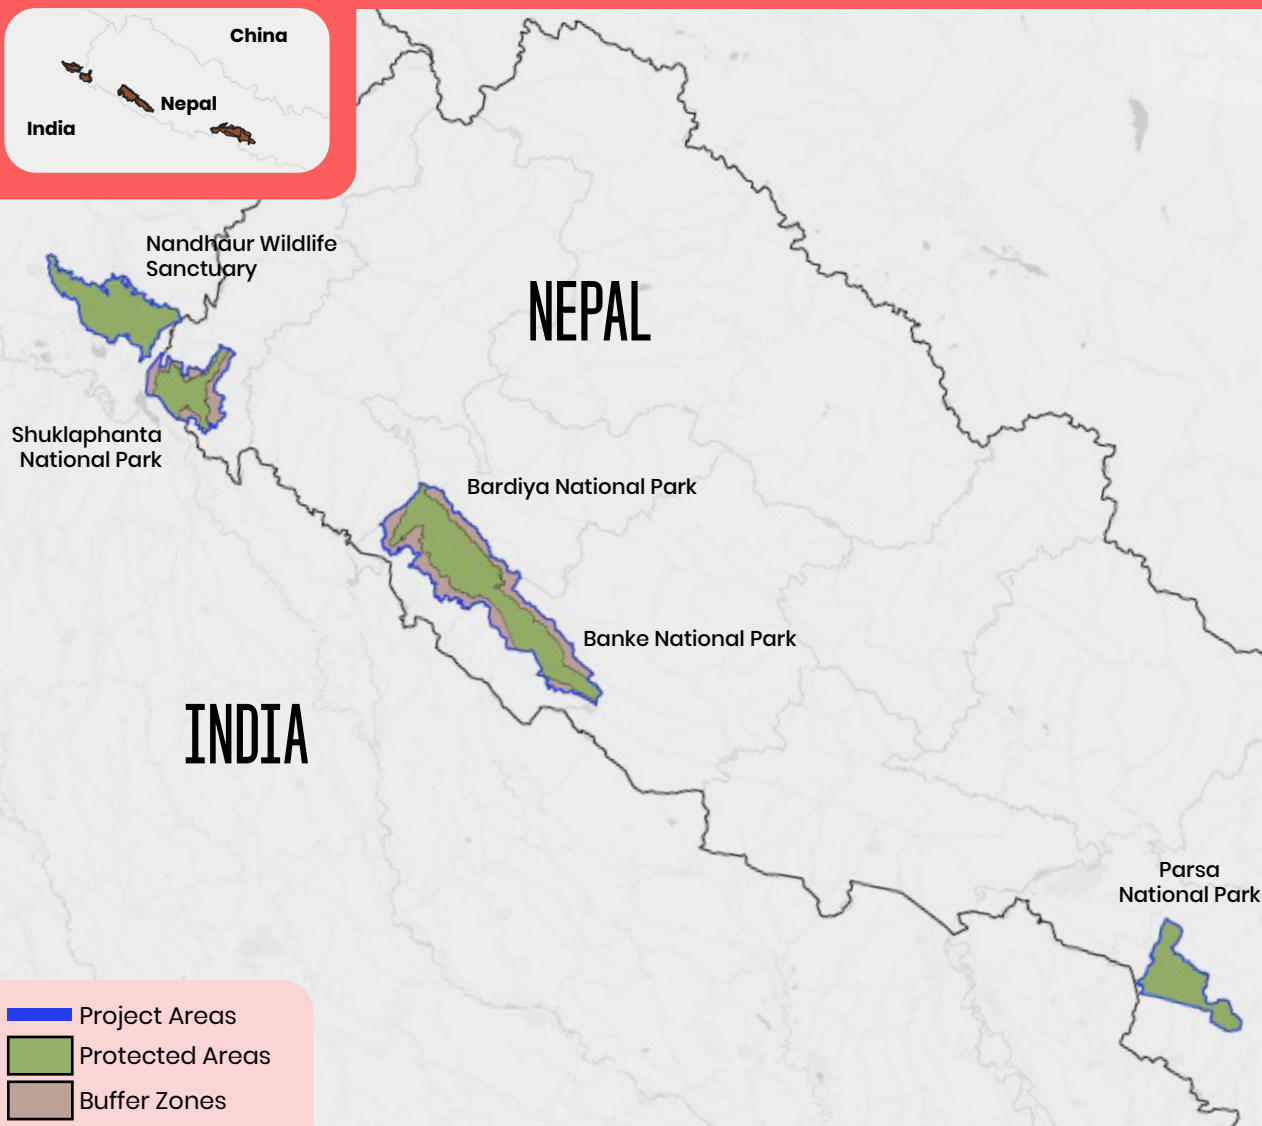 China
Nepal
India
Nandhaur Wildlife
Sanctuary
NEPAL
Shuklaphanta
National Park
Bardiya National Park
Banke National Park
INDIA
Parsa
National Park
Project Areas
Protected Areas
Buffer Zones